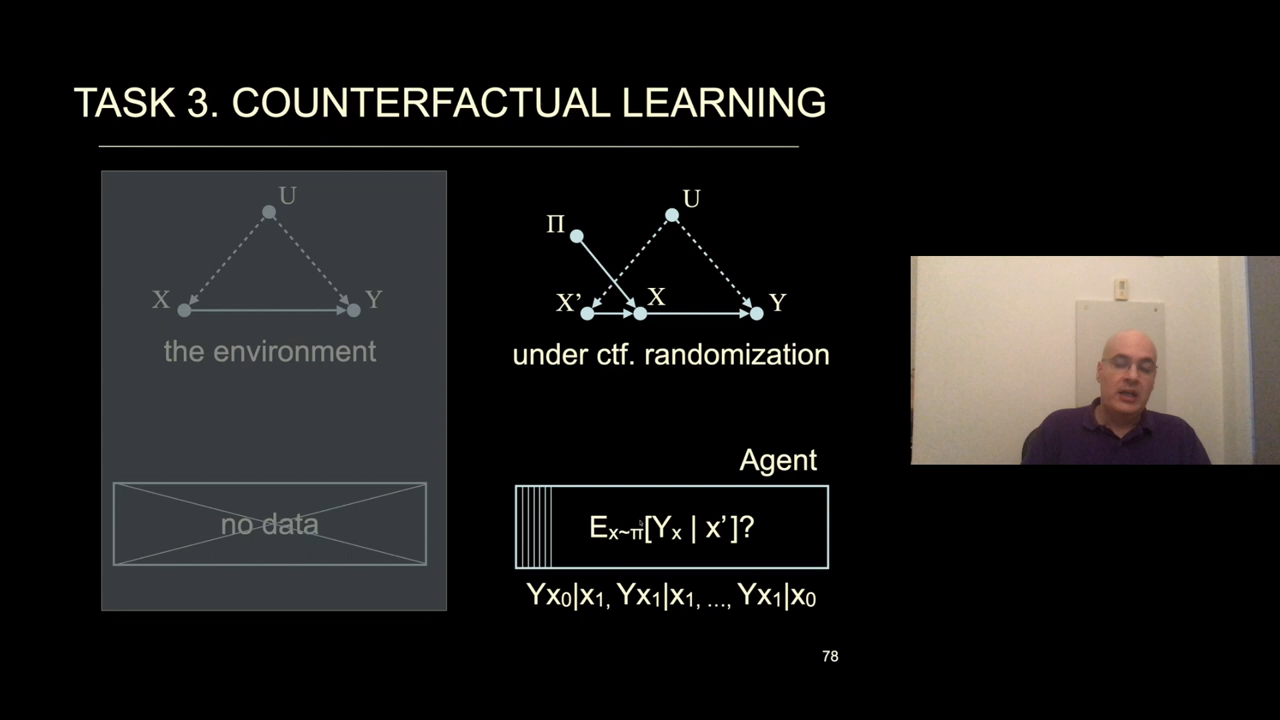 TASK 3. COUNTERFACTUAL LEARNING
U
X
Y
the environment
no data
U
Π
X’
X
Y
under ctf. randomization
Agent
Ex~π[Yx | x’]?
Yx₀|x₁, Yx₁|x₁, ..., Yx₁|x₀
78